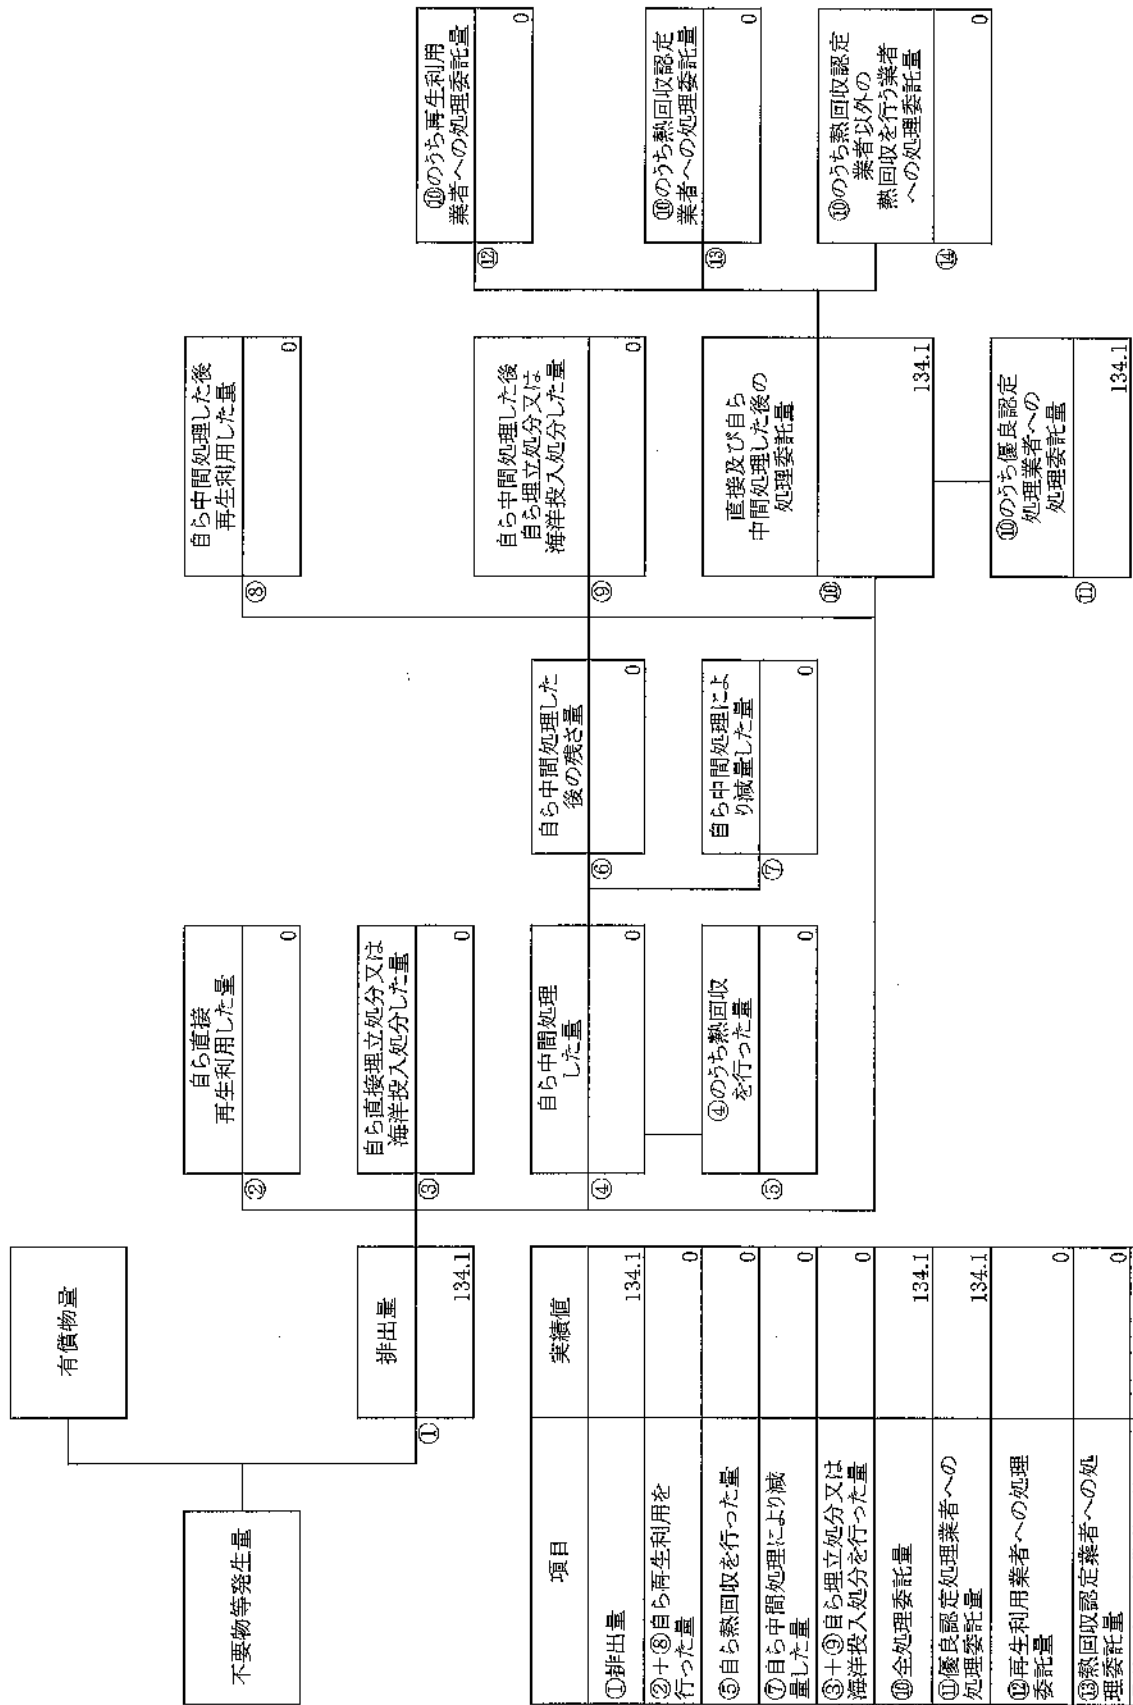 有償物量
不要物等発生量
①
排出量
134.1
②
自ら直接
再生利用した量
0
③
自ら直接埋立処分又は
海洋投入処分した量
0
④
自ら中間処理
した量
0
⑤
④のうち熱回収
を行った量
0
⑥
自ら中間処理した
後の残さ量
0
⑦
自ら中間処理によ
り減量した量
0
⑧
自ら中間処理した後
再生利用した量
0
⑨
自ら中間処理した後
自ら埋立処分又は
海洋投入処分した量
0
⑩
直接及び自ら
中間処理した後の
処理委託量
134.1
⑪
⑩のうち優良認定
処理業者への
処理委託量
134.1
⑫
⑩のうち再生利用
業者への処理委託量
0
⑬
⑩のうち熱回収認定
業者への処理委託量
0
⑭
⑩のうち熱回収認定
業者以外の
熱回収を行う業者
への処理委託量
0
項目 実績値
①排出量 134.1
②+⑧自ら再生利用を
行った量 0
⑤自ら熱回収を行った量 0
⑦自ら中間処理により減
量した量 0
③+⑨自ら埋立処分又は
海洋投入処分を行った量 0
⑩全処理委託量 134.1
⑪優良認定処理業者への
処理委託量 134.1
⑫再生利用業者への処理
委託量 0
⑬熱回収認定業者への処
理委託量 0